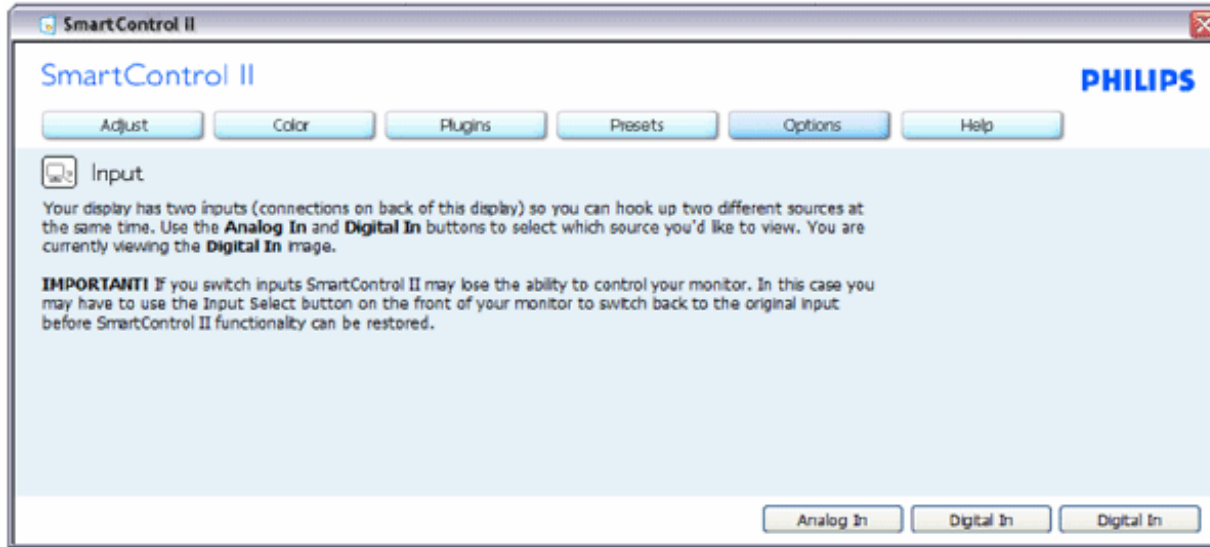 SmartControl II
SmartControl II
PHILIPS
Adjust Color Plugins Presets Options Help
Input
Your display has two inputs (connections on back of this display) so you can hook up two different sources at
the same time. Use the Analog In and Digital In buttons to select which source you'd like to view. You are
currently viewing the Digital In image.
IMPORTANT! If you switch inputs SmartControl II may lose the ability to control your monitor. In this case you
may have to use the Input Select button on the front of your monitor to switch back to the original input
before SmartControl II functionality can be restored.
Analog In Digital In Digital In